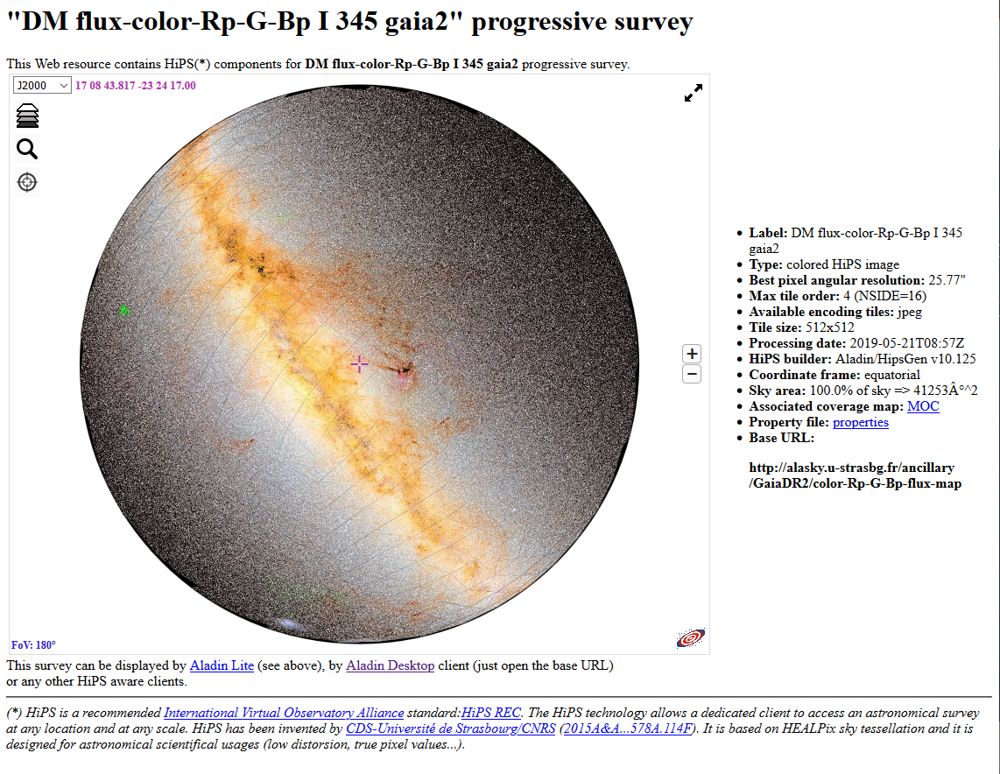 "DM flux-color-Rp-G-Bp I 345 gaia2" progressive survey
This Web resource contains HiPS(*) components for DM flux-color-Rp-G-Bp I 345 gaia2 progressive survey.
J2000 17 08 43.817 -23 24 17.00
+
−
FoV: 180°
• Label: DM flux-color-Rp-G-Bp I 345
gaia2
• Type: colored HiPS image
• Best pixel angular resolution: 25.77"
• Max tile order: 4 (NSIDE=16)
• Available encoding tiles: jpeg
• Tile size: 512x512
• Processing date: 2019-05-21T08:57Z
• HiPS builder: Aladin/HipsGen v10.125
• Coordinate frame: equatorial
• Sky area: 100.0% of sky => 41253Â°^2
• Associated coverage map: MOC
• Property file: properties
• Base URL:
http://alasky.u-strasbg.fr/ancillary
/GaiaDR2/color-Rp-G-Bp-flux-map
This survey can be displayed by Aladin Lite (see above), by Aladin Desktop client (just open the base URL)
or any other HiPS aware clients.
(*) HiPS is a recommended International Virtual Observatory Alliance standard:HiPS REC. The HiPS technology allows a dedicated client to access an astronomical survey
at any location and at any scale. HiPS has been invented by CDS-Université de Strasbourg/CNRS (2015A&A...578A.114F). It is based on HEALPix sky tessellation and it is
designed for astronomical scientifical usages (low distorsion, true pixel values...).